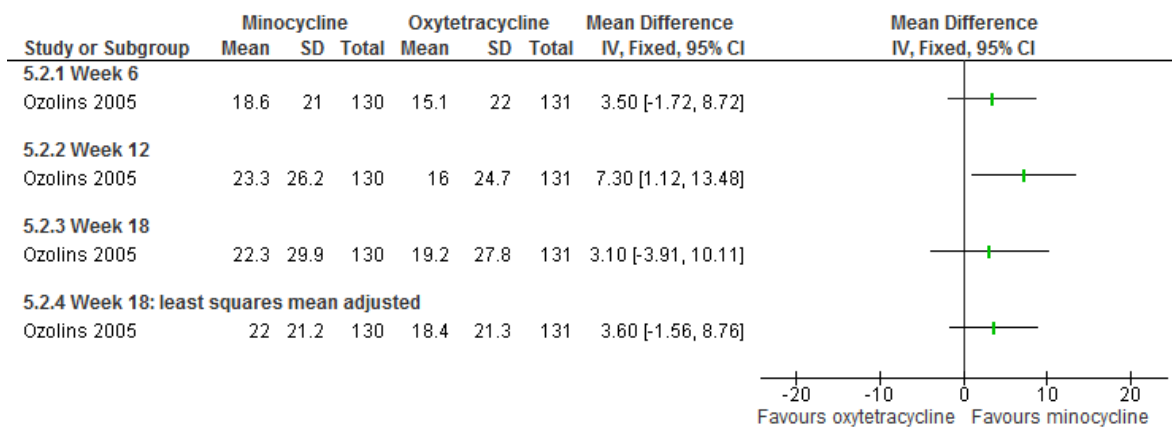 Minocycline Oxytetracycline Mean Difference Mean Difference
Study or Subgroup Mean SD Total Mean SD Total IV, Fixed, 95% CI IV, Fixed, 95% CI
5.2.1 Week 6
Ozolins 2005 18.6 21 130 15.1 22 131 3.50 [-1.72, 8.72]
5.2.2 Week 12
Ozolins 2005 23.3 26.2 130 16 24.7 131 7.30 [1.12, 13.48]
5.2.3 Week 18
Ozolins 2005 22.3 29.9 130 19.2 27.8 131 3.10 [-3.91, 10.11]
5.2.4 Week 18: least squares mean adjusted
Ozolins 2005 22 21.2 130 18.4 21.3 131 3.60 [-1.56, 8.76]
-20 -10 0 10 20
Favours oxytetracycline Favours minocycline